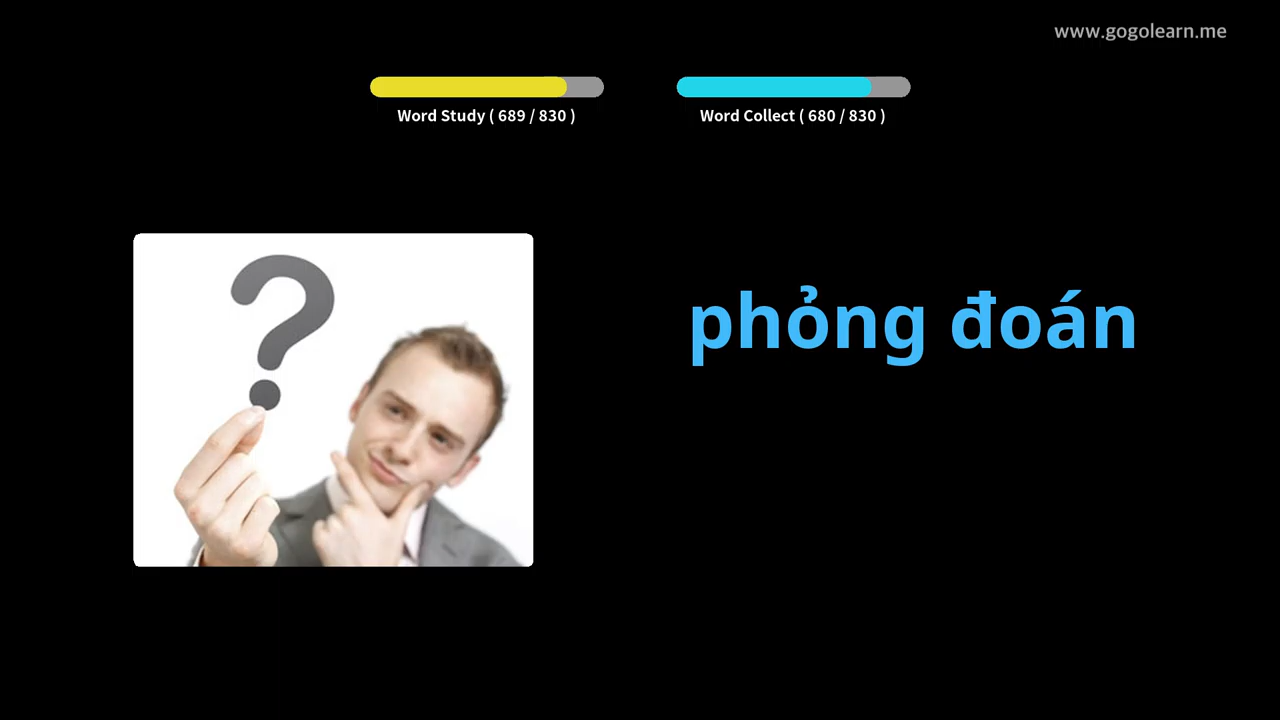 www.gogolearn.me
Word Study ( 689 / 830 )
Word Collect ( 680 / 830 )
?
phỏng đoán